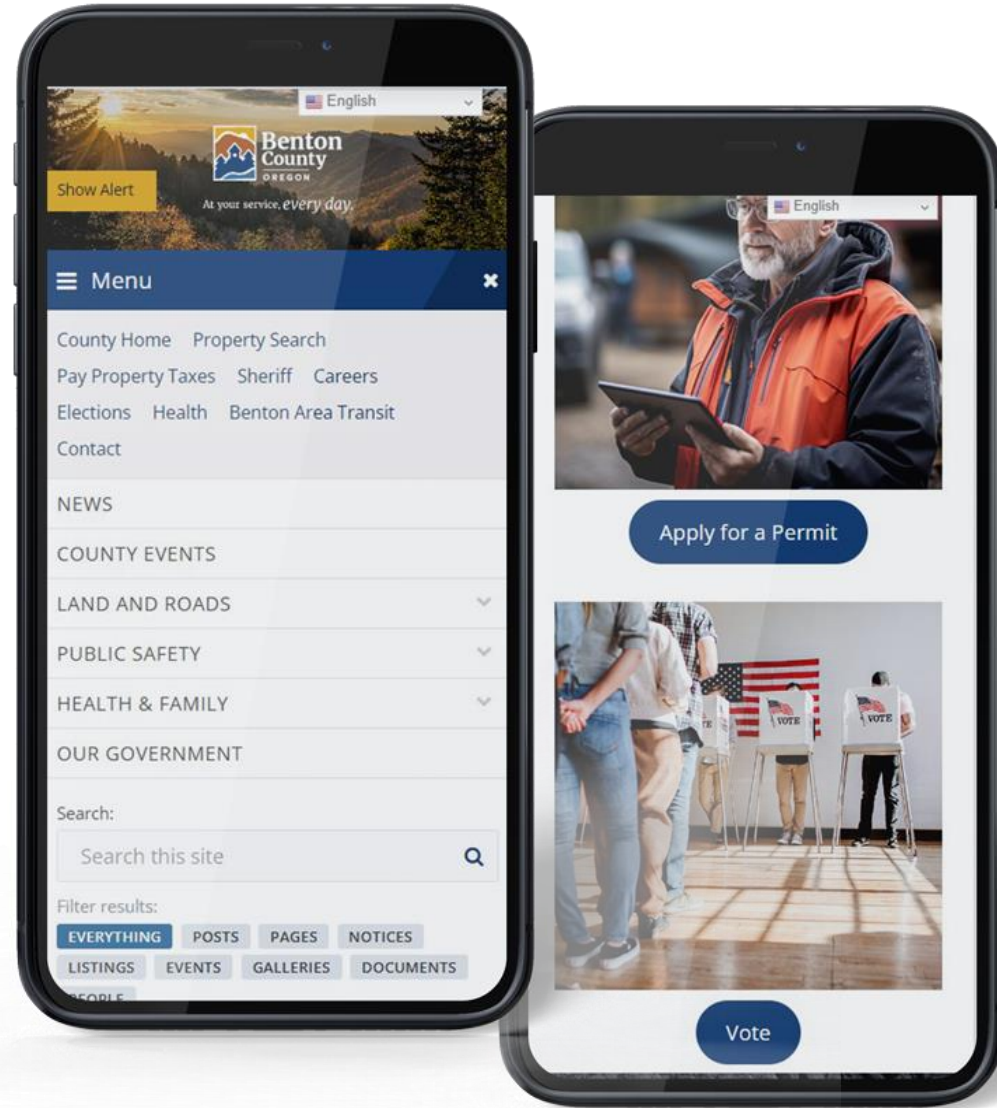 English
Benton
County
OREGON
At your service, every day.
Show Alert
Menu
County Home Property Search
Pay Property Taxes Sheriff Careers
Elections Health Benton Area Transit
Contact
NEWS
COUNTY EVENTS
LAND AND ROADS
PUBLIC SAFETY
HEALTH & FAMILY
OUR GOVERNMENT
Search:
Search this site
Filter results:
EVERYTHING POSTS PAGES NOTICES
LISTINGS EVENTS GALLERIES DOCUMENTS
PEOPLE
English
Apply for a Permit
VOTE VOTE
Vote